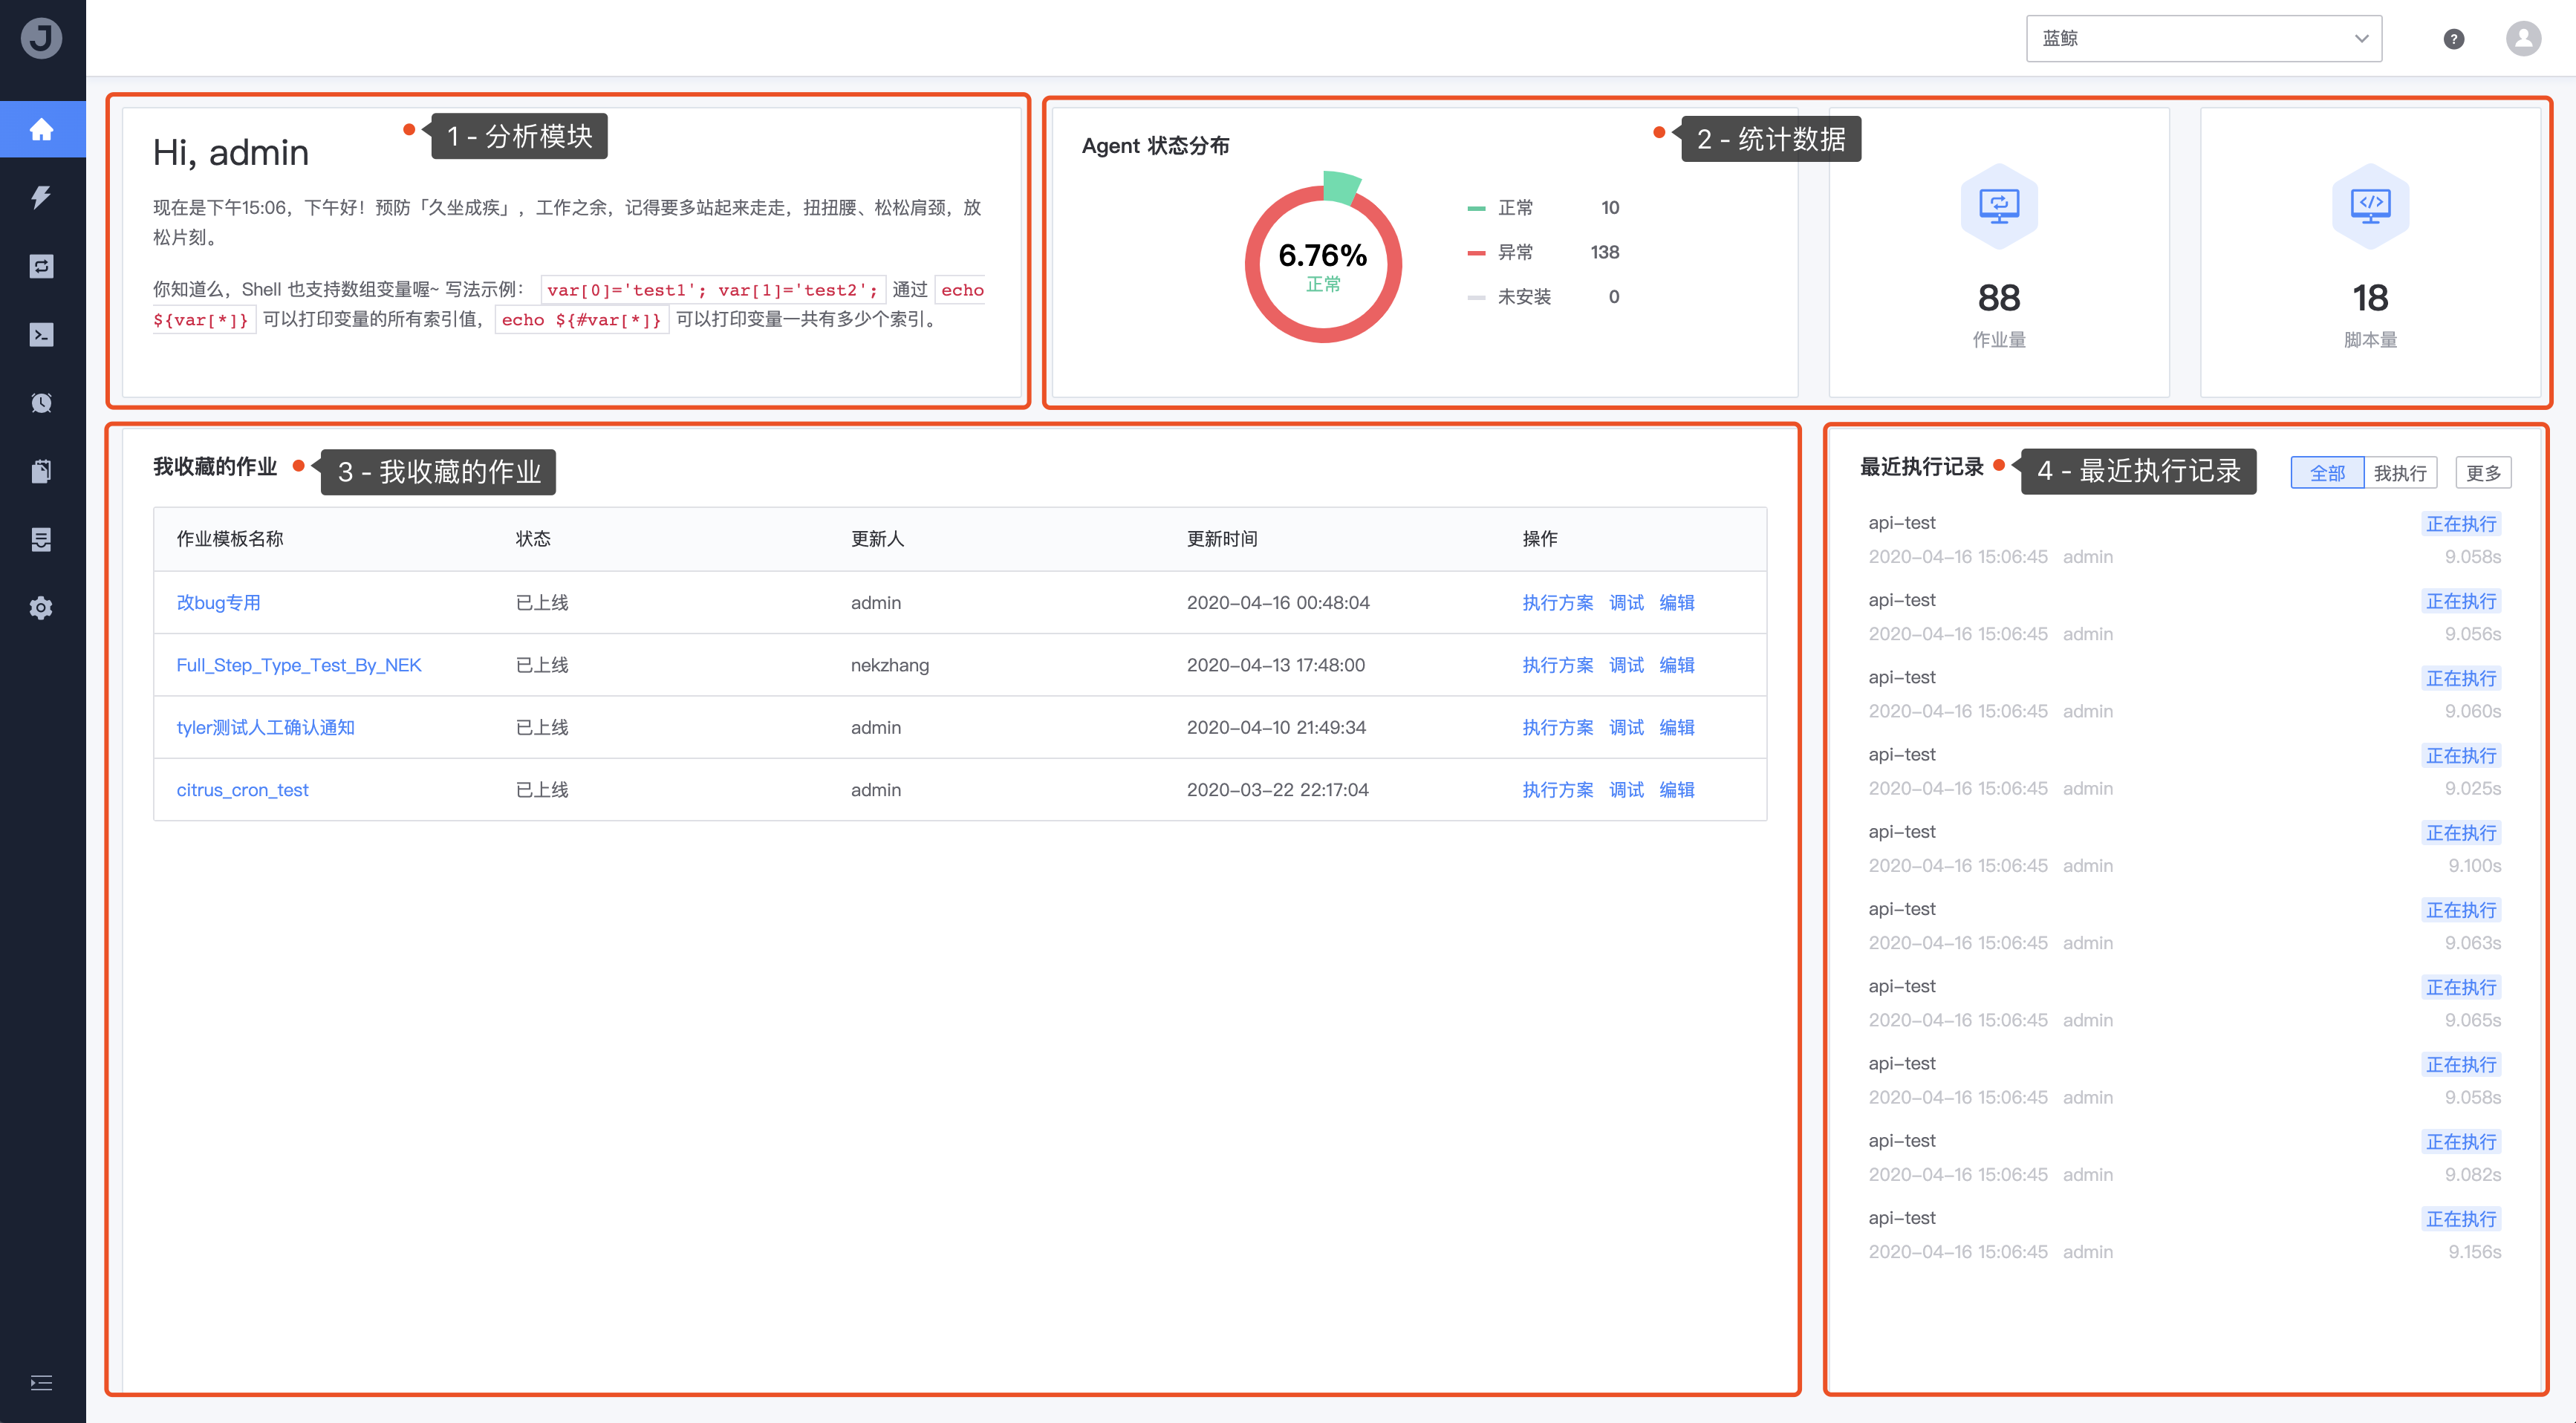 J
蓝鲸
?
1 - 分析模块
Hi, admin
现在是下午15:06，下午好！预防「久坐成疾」，工作之余，记得要多站起来走走，扭扭腰、松松肩颈，放
松片刻。
你知道么，Shell 也支持数组变量喔~ 写法示例： var[0]='test1'; var[1]='test2'; 通过 echo
${var[*]} 可以打印变量的所有索引值， echo ${#var[*]} 可以打印变量一共有多少个索引。
2 - 统计数据
Agent 状态分布
6.76%
正常
正常 10
异常 138
未安装 0
88
作业量
18
脚本量
我收藏的作业
3 - 我收藏的作业
作业模板名称 状态 更新人 更新时间 操作
改bug专用 已上线 admin 2020-04-16 00:48:04 执行方案 调试 编辑
Full_Step_Type_Test_By_NEK 已上线 nekzhang 2020-04-13 17:48:00 执行方案 调试 编辑
tyler测试人工确认通知 已上线 admin 2020-04-10 21:49:34 执行方案 调试 编辑
citrus_cron_test 已上线 admin 2020-03-22 22:17:04 执行方案 调试 编辑
最近执行记录
4 - 最近执行记录
全部 我执行 更多
api-test 正在执行
2020-04-16 15:06:45 admin 9.058s
api-test 正在执行
2020-04-16 15:06:45 admin 9.056s
api-test 正在执行
2020-04-16 15:06:45 admin 9.060s
api-test 正在执行
2020-04-16 15:06:45 admin 9.025s
api-test 正在执行
2020-04-16 15:06:45 admin 9.100s
api-test 正在执行
2020-04-16 15:06:45 admin 9.063s
api-test 正在执行
2020-04-16 15:06:45 admin 9.065s
api-test 正在执行
2020-04-16 15:06:45 admin 9.058s
api-test 正在执行
2020-04-16 15:06:45 admin 9.082s
api-test 正在执行
2020-04-16 15:06:45 admin 9.156s